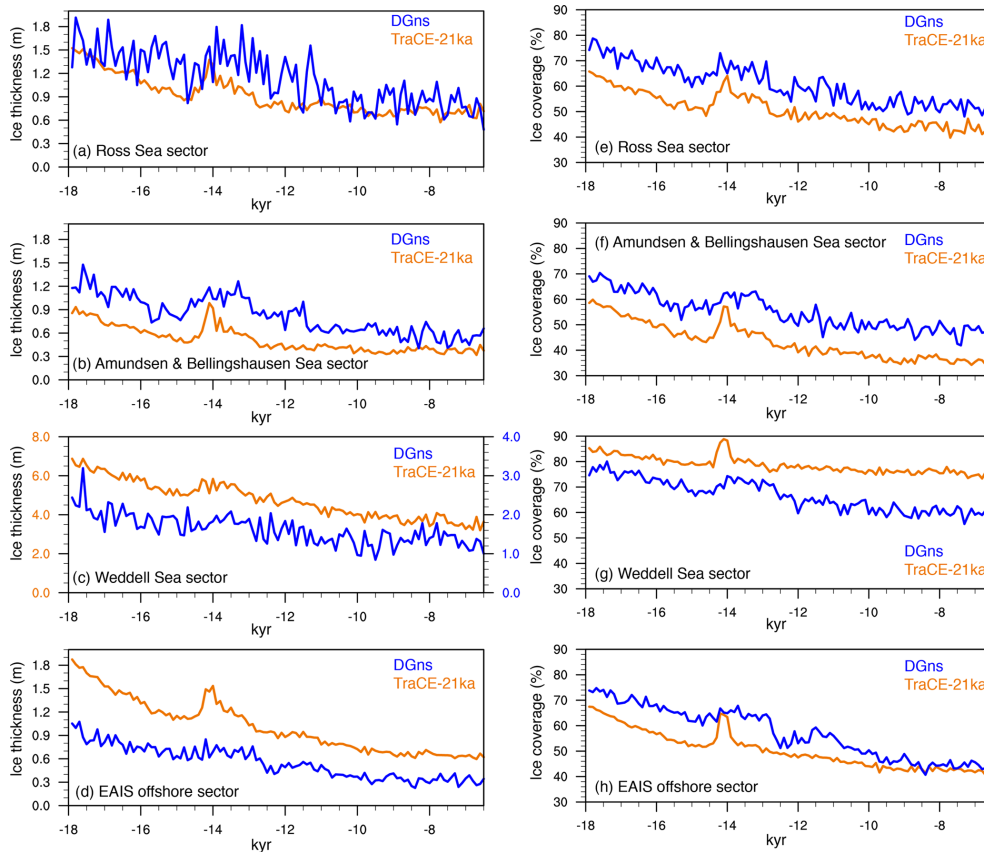 Ice thickness (m)
1.8
1.5
1.2
0.9
0.6
0.3
0.0
DGns
TraCE-21ka
(a) Ross Sea sector
-18 -16 -14 -12 -10 -8
kyr
Ice coverage (%)
90
80
70
60
50
40
30
DGns
TraCE-21ka
(e) Ross Sea sector
-18 -16 -14 -12 -10 -8
kyr
Ice thickness (m)
1.8
1.5
1.2
0.9
0.6
0.3
0.0
DGns
TraCE-21ka
(b) Amundsen & Bellingshausen Sea sector
-18 -16 -14 -12 -10 -8
kyr
Ice coverage (%)
90
80
70
60
50
40
30
(f) Amundsen & Bellingshausen Sea sector
DGns
TraCE-21ka
-18 -16 -14 -12 -10 -8
kyr
Ice thickness (m)
8.0
6.0
4.0
2.0
0.0
4.0
3.0
2.0
1.0
0.0
DGns
TraCE-21ka
(c) Weddell Sea sector
-18 -16 -14 -12 -10 -8
kyr
Ice coverage (%)
90
80
70
60
50
40
30
DGns
TraCE-21ka
(g) Weddell Sea sector
-18 -16 -14 -12 -10 -8
kyr
Ice thickness (m)
1.8
1.5
1.2
0.9
0.6
0.3
0.0
DGns
TraCE-21ka
(d) EAIS offshore sector
-18 -16 -14 -12 -10 -8
kyr
Ice coverage (%)
90
80
70
60
50
40
30
DGns
TraCE-21ka
(h) EAIS offshore sector
-18 -16 -14 -12 -10 -8
kyr